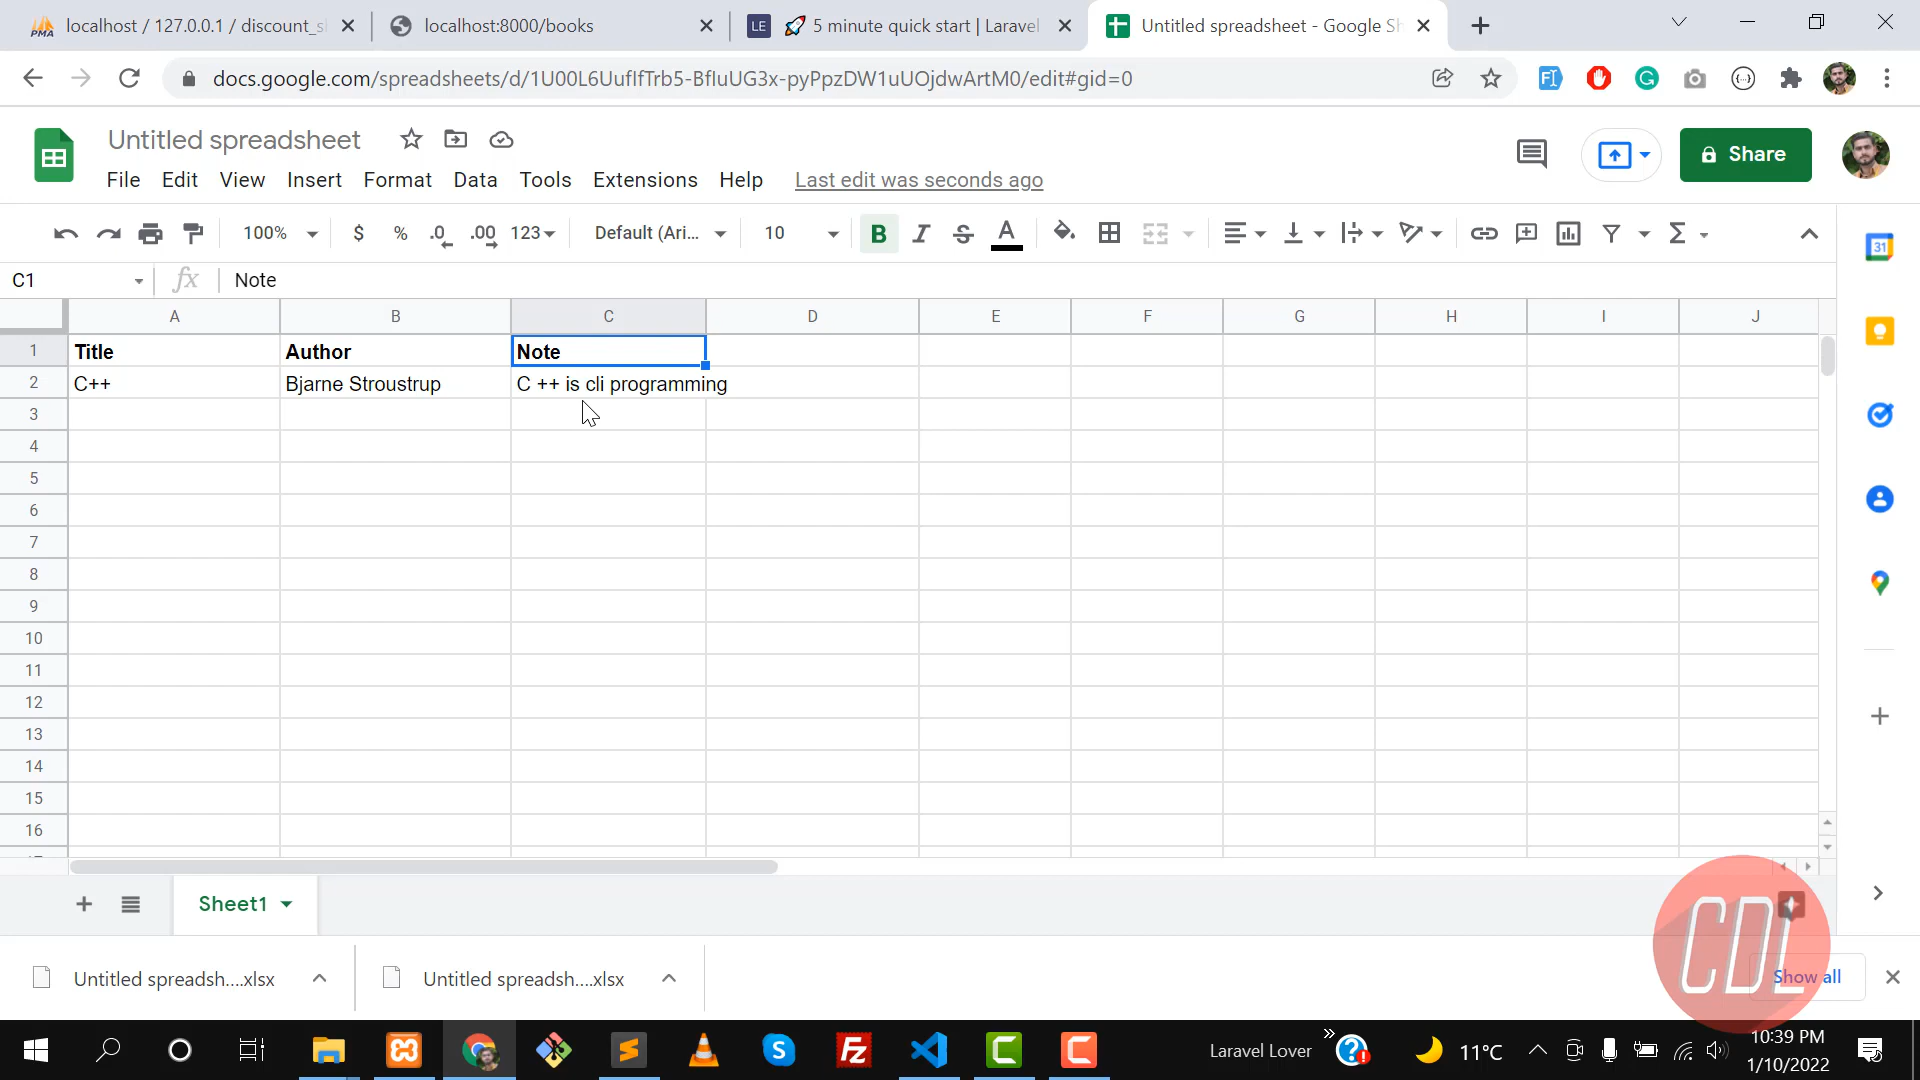 localhost / 127.0.0.1 / discount_s
localhost:8000/books
LE 🚀 5 minute quick start | Laravel
Untitled spreadsheet - Google Sh
docs.google.com/spreadsheets/d/1U00L6UufIfTrb5-BfIuUG3x-pyPpzDW1uUOjdwArtM0/edit#gid=0
Untitled spreadsheet
File Edit View Insert Format Data Tools Extensions Help Last edit was seconds ago
Share
100% $ % .0 .00 123 Default (Ari... 10 B I S A Σ
31
C1 fx Note
A B C D E F G H I J
1 Title Author Note
2 C++ Bjarne Stroustrup C ++ is cli programming
3
4
5
6
7
8
9
10
11
12
13
14
15
16
Sheet1
CDL
Untitled spreadsh....xlsx
Untitled spreadsh....xlsx
Show all
Laravel Lover
11°C
10:39 PM
1/10/2022